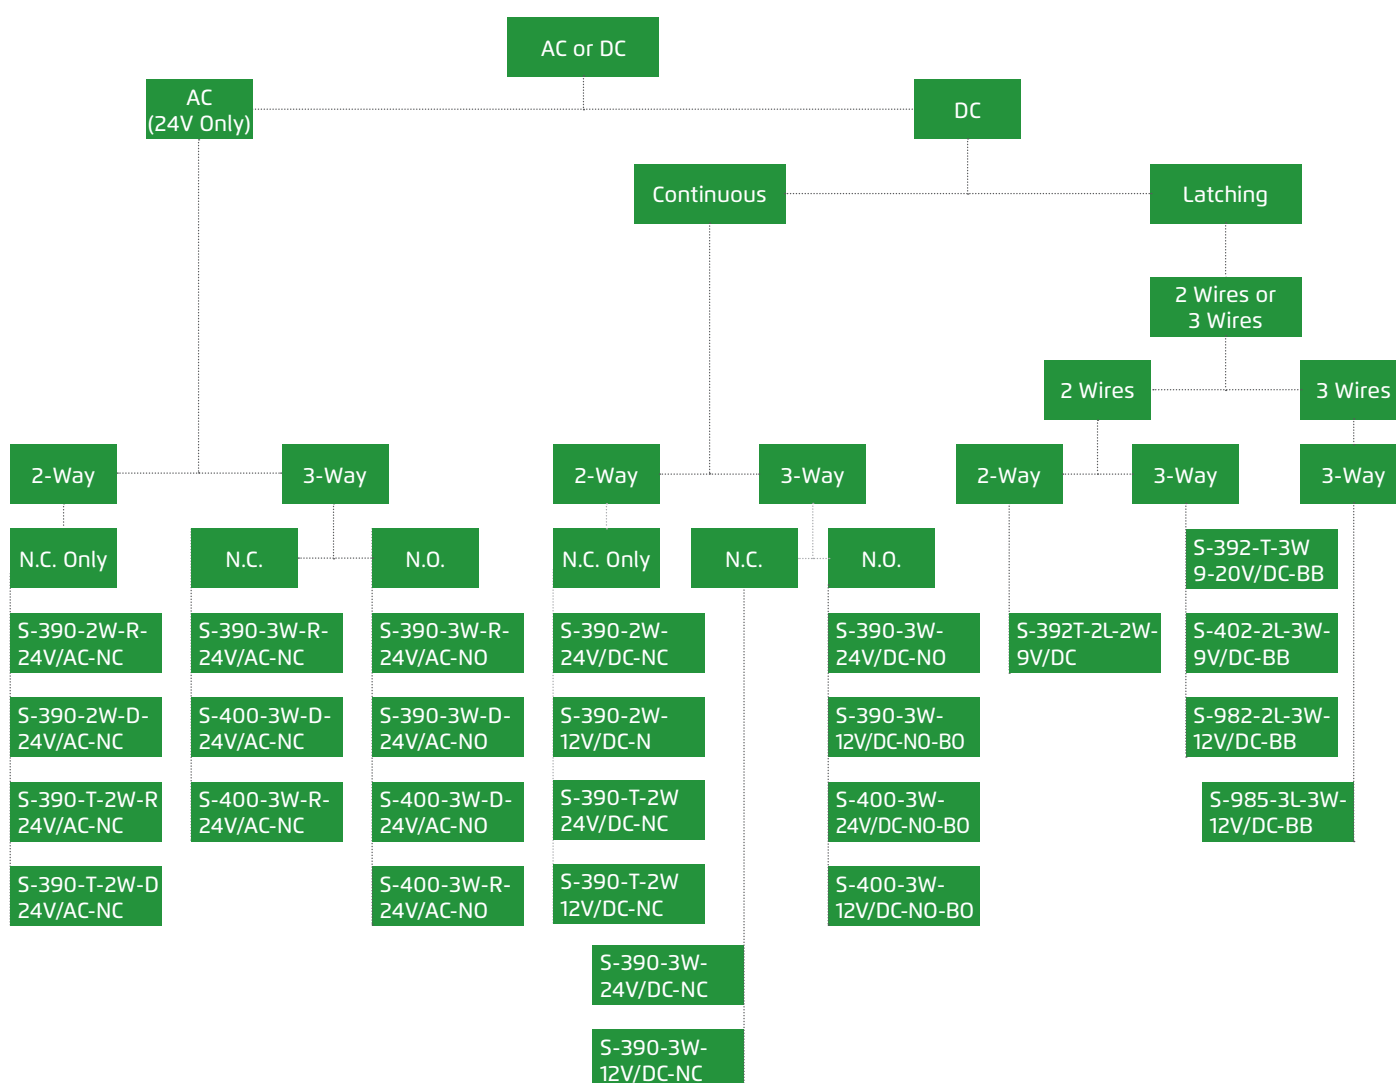 AC or DC
AC
(24V Only)
DC
Continuous
Latching
2 Wires or
3 Wires
2 Wires
3 Wires
2-Way
3-Way
2-Way
3-Way
2-Way
3-Way
3-Way
N.C. Only
N.C.
N.O.
N.C. Only
N.C.
N.O.
S-392-T-3W
9-20V/DC-BB
S-390-2W-R-
24V/AC-NC
S-390-3W-R-
24V/AC-NC
S-390-3W-R-
24V/AC-NO
S-390-2W-
24V/DC-NC
S-390-3W-
24V/DC-NO
S-392T-2L-2W-
9V/DC
S-402-2L-3W-
9V/DC-BB
S-390-2W-D-
24V/AC-NC
S-400-3W-D-
24V/AC-NC
S-390-3W-D-
24V/AC-NO
S-390-2W-
12V/DC-N
S-390-3W-
12V/DC-NO-BO
S-982-2L-3W-
12V/DC-BB
S-390-T-2W-R
24V/AC-NC
S-400-3W-R-
24V/AC-NC
S-400-3W-D-
24V/AC-NO
S-390-T-2W
24V/DC-NC
S-400-3W-
24V/DC-NO-BO
S-985-3L-3W-
12V/DC-BB
S-390-T-2W-D
24V/AC-NC
S-400-3W-R-
24V/AC-NO
S-390-T-2W
12V/DC-NC
S-400-3W-
12V/DC-NO-BO
S-390-3W-
24V/DC-NC
S-390-3W-
12V/DC-NC